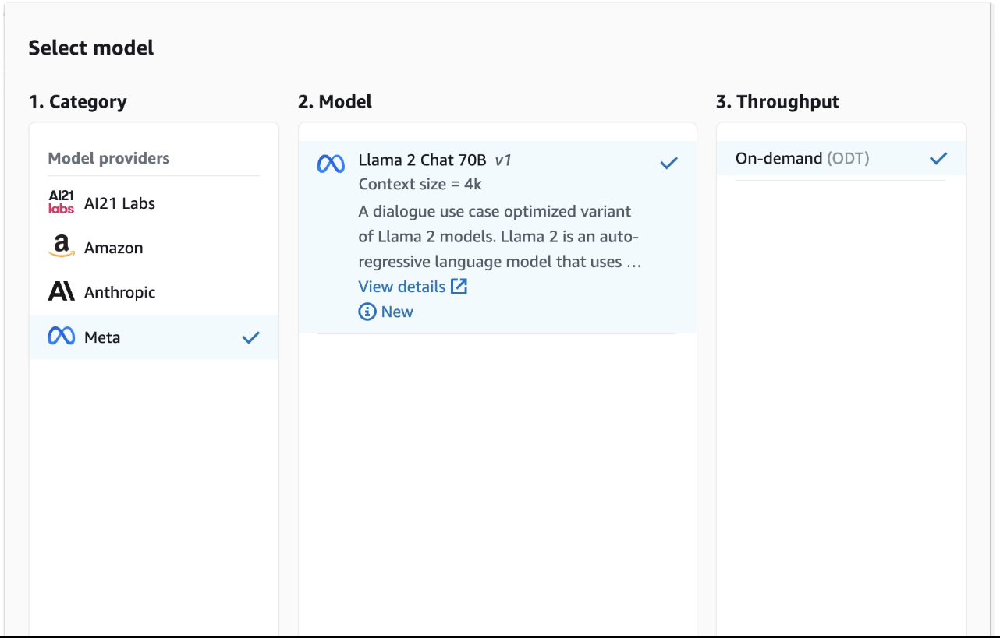 Select model
1. Category
Model providers
AI21 labs AI21 Labs
a Amazon
Anthropic
Meta
2. Model
Llama 2 Chat 70B v1
Context size = 4k
A dialogue use case optimized variant
of Llama 2 models. Llama 2 is an auto-
regressive language model that uses ...
View details
New
3. Throughput
On-demand (ODT)